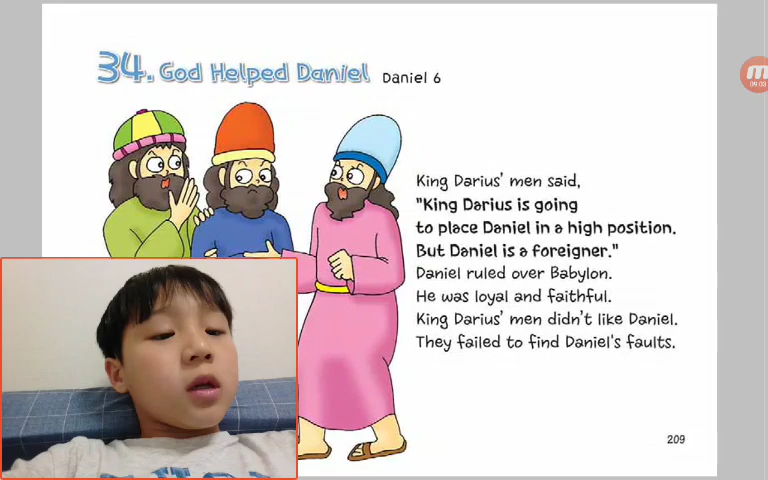 34. God Helped Daniel Daniel 6
King Darius' men said,
"King Darius is going
to place Daniel in a high position.
But Daniel is a foreigner."
Daniel ruled over Babylon.
He was loyal and faithful.
King Darius' men didn't like Daniel.
They failed to find Daniel's faults.
209